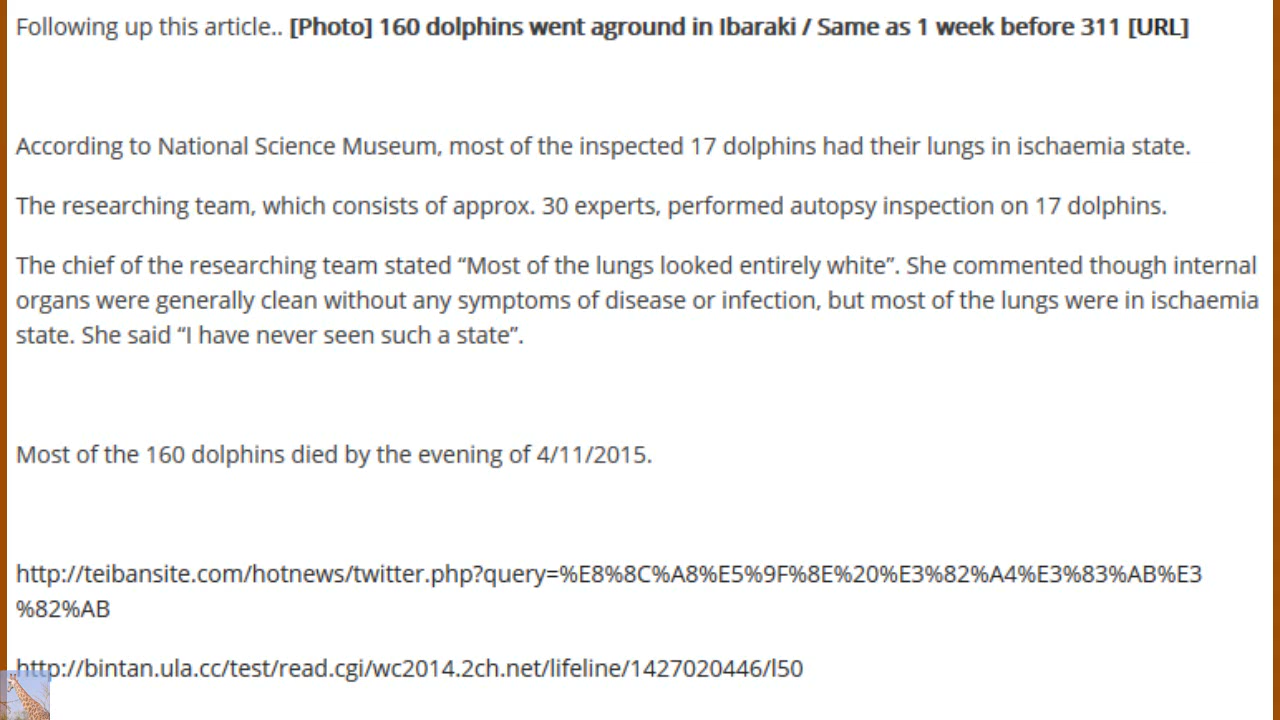 Following up this article.. [Photo] 160 dolphins went aground in Ibaraki / Same as 1 week before 311 [URL]
According to National Science Museum, most of the inspected 17 dolphins had their lungs in ischaemia state.
The researching team, which consists of approx. 30 experts, performed autopsy inspection on 17 dolphins.
The chief of the researching team stated “Most of the lungs looked entirely white”. She commented though internal
organs were generally clean without any symptoms of disease or infection, but most of the lungs were in ischaemia
state. She said “I have never seen such a state”.
Most of the 160 dolphins died by the evening of 4/11/2015.
http://teibansite.com/hotnews/twitter.php?query=%E8%8C%A8%E5%9F%8E%20%E3%82%A4%E3%83%AB%E3
%82%AB
http://bintan.ula.cc/test/read.cgi/wc2014.2ch.net/lifeline/1427020446/l50